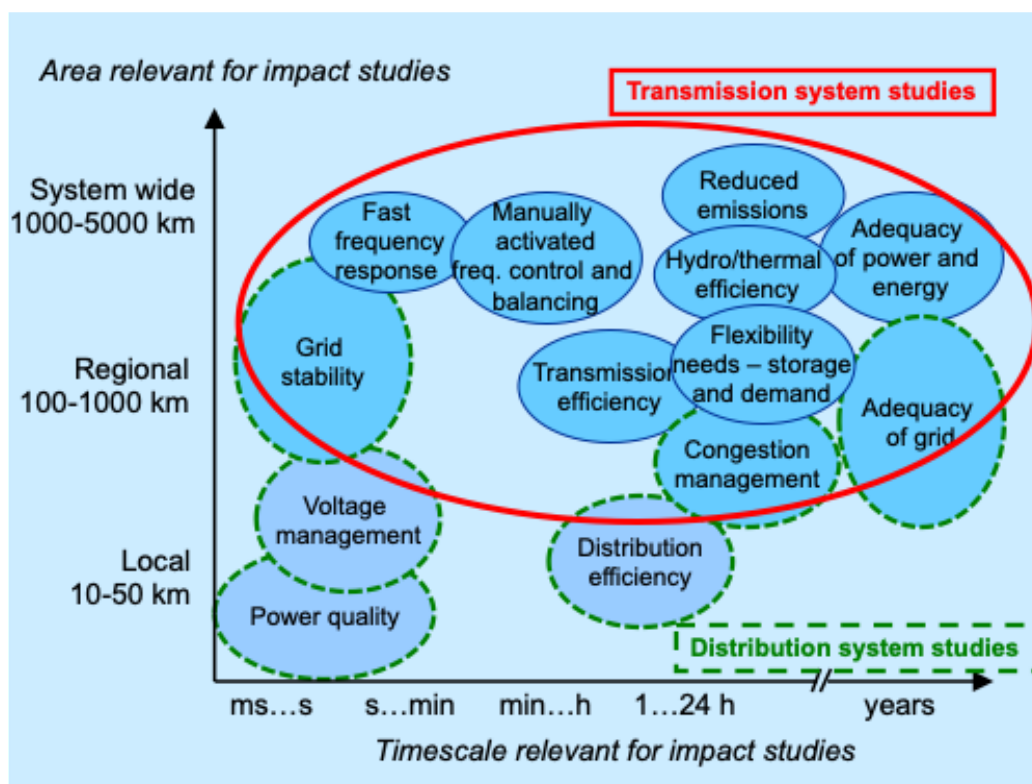 Area relevant for impact studies
Transmission system studies
System wide
1000-5000 km
Regional
100-1000 km
Local
10-50 km
Fast
frequency
response
Manually
activated
freq. control and
balancing
Reduced
emissions
Hydro/thermal
efficiency
Adequacy
of power and
energy
Grid
stability
Transmission
efficiency
Flexibility
needs – storage
and demand
Adequacy
of grid
Congestion
management
Voltage
management
Distribution
efficiency
Power quality
Distribution system studies
ms...s
s...min
min...h
1...24 h
years
Timescale relevant for impact studies